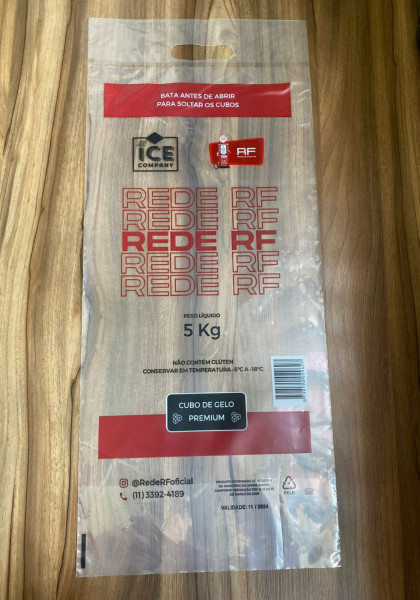 BATA ANTES DE ABRIR
PARA SOLTAR OS CUBOS
ICE
COMPANY
RF
REDE RF
REDE RF
REDE RF
REDE RF
REDE RF
PESO LÍQUIDO
5 Kg
NÃO CONTÉM GLÚTEN
CONSERVAR EM TEMPERATURA -5°C A -18°C
CUBO DE GELO
PREMIUM
@RedeRFoficial
(11) 3392-4189
VALIDADE: 11 /